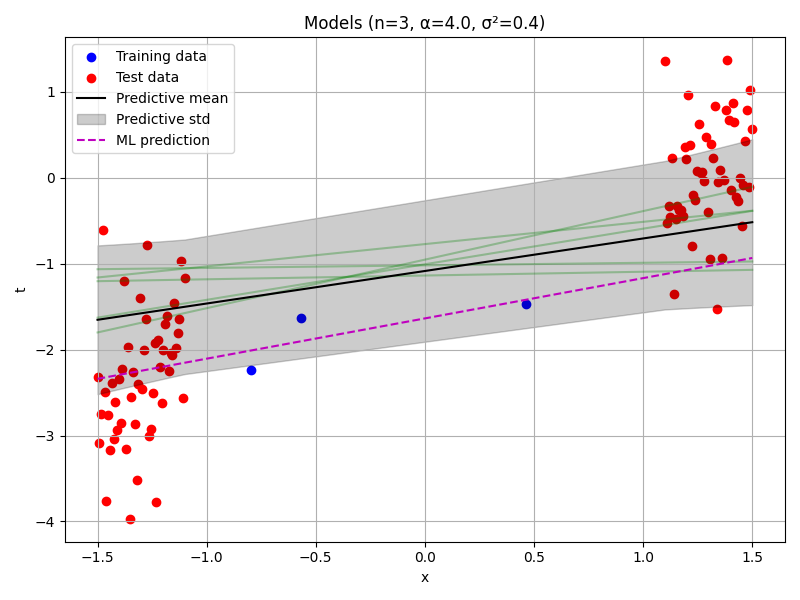 Models (n=3, α=4.0, σ²=0.4)
Training data
Test data
Predictive mean
Predictive std
ML prediction
1
0
−1
−2
−3
−4
t
−1.5 −1.0 −0.5 0.0 0.5 1.0 1.5
x